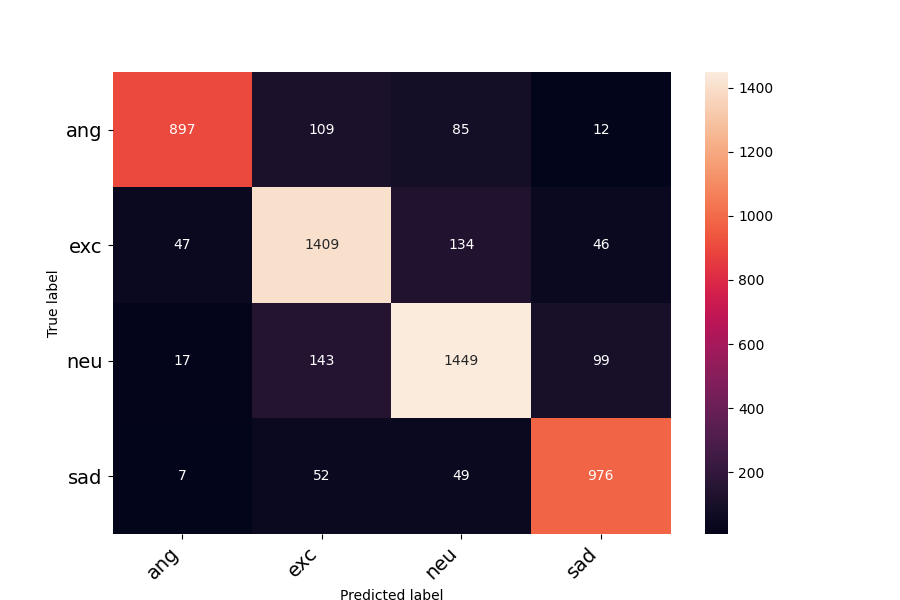 ang 897 109 85 12
exc 47 1409 134 46
neu 17 143 1449 99
sad 7 52 49 976
ang exc neu sad
True label
Predicted label
1400
1200
1000
800
600
400
200